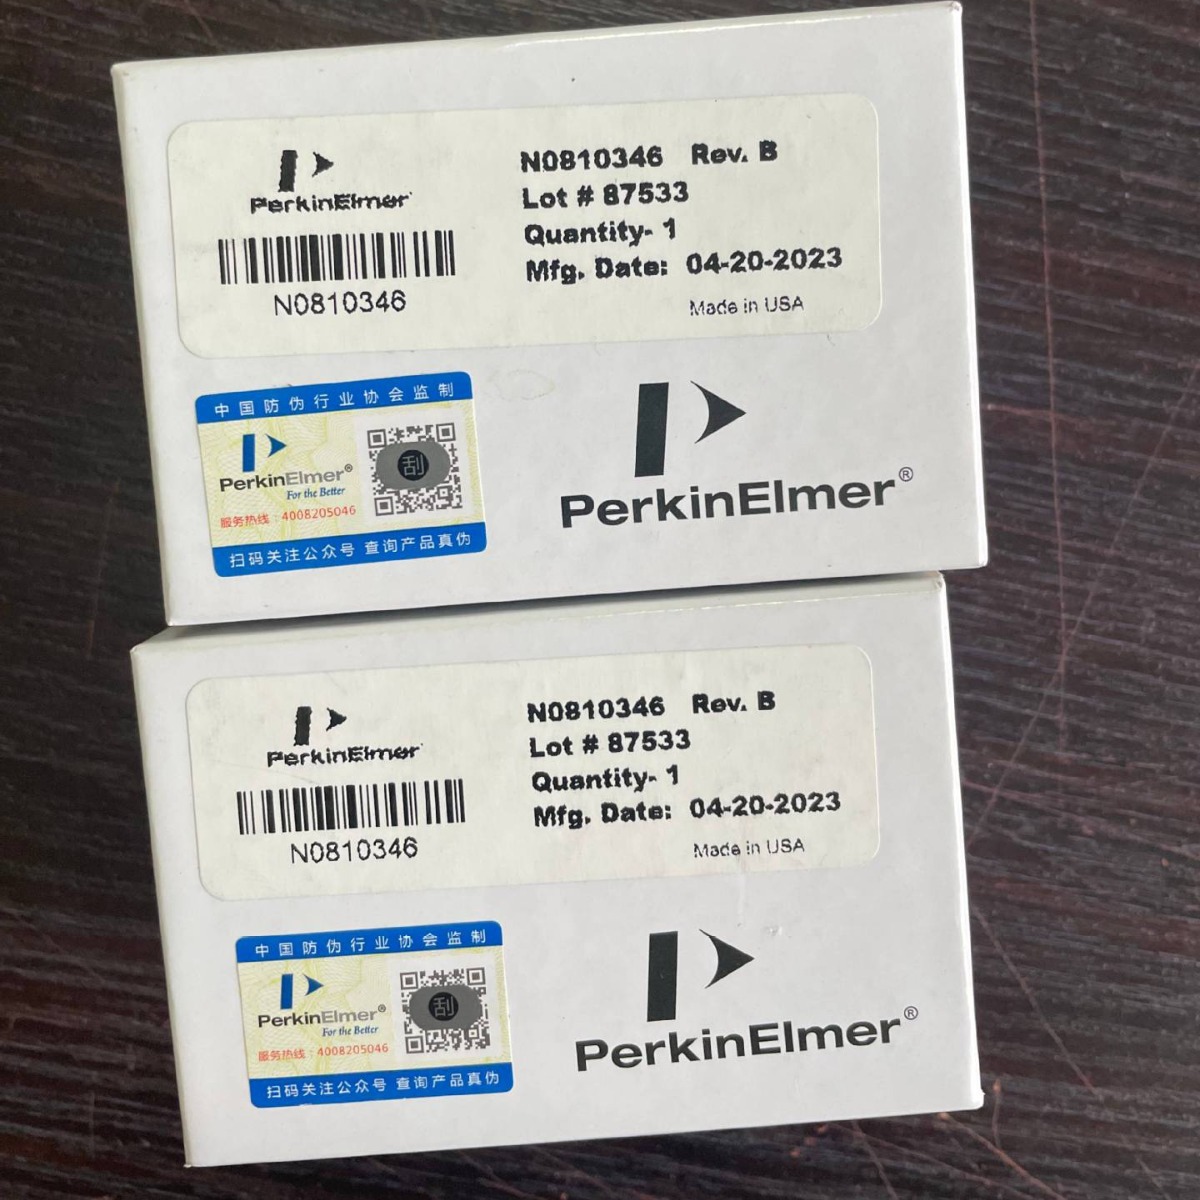 PerkinElmer
N0810346
N0810346 Rev. B
Lot # 87533
Quantity- 1
Mfg. Date: 04-20-2023
Made in USA
中国防伪行业协会监制
PerkinElmer®
For the Better
服务热线：4008205046
刮
扫码关注公众号 查询产品真伪
PerkinElmer®
PerkinElmer
N0810346
N0810346 Rev. B
Lot # 87533
Quantity- 1
Mfg. Date: 04-20-2023
Made in USA
中国防伪行业协会监制
PerkinElmer®
For the Better
服务热线：4008205046
刮
扫码关注公众号 查询产品真伪
PerkinElmer®